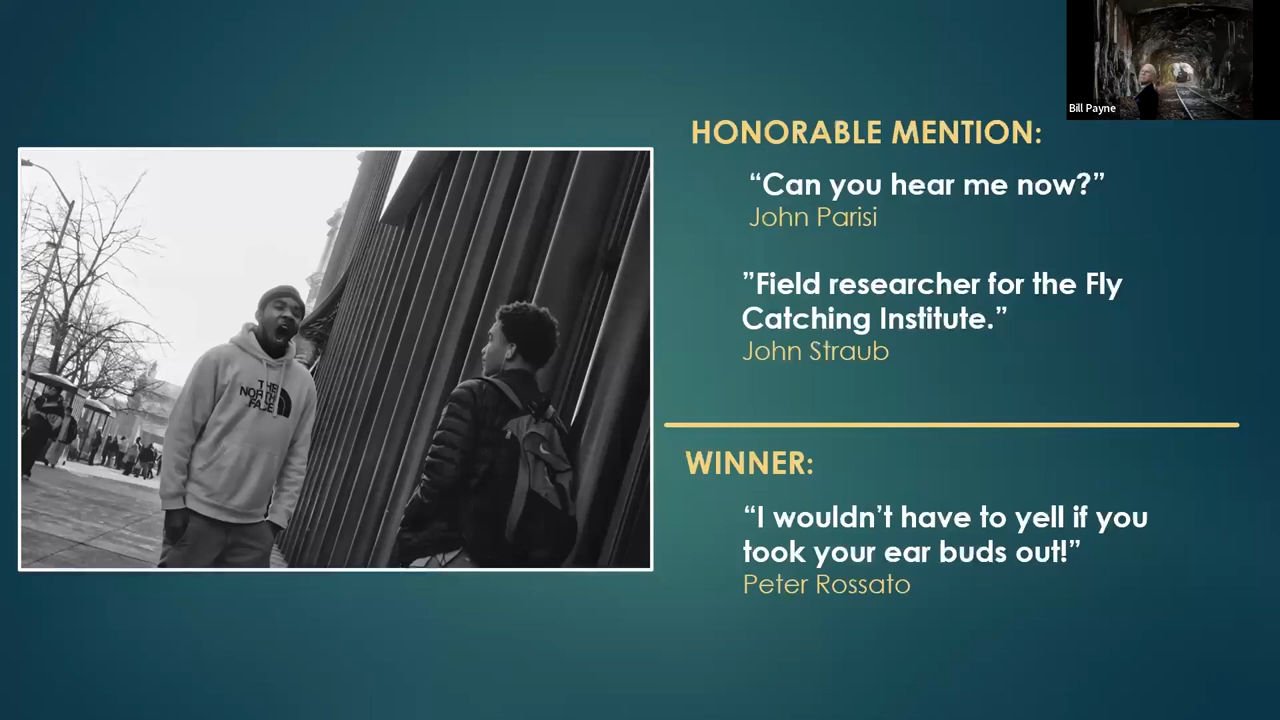 Bill Payne
HONORABLE MENTION:
“Can you hear me now?”
John Parisi
”Field researcher for the Fly
Catching Institute.”
John Straub
THE
NORTH
FACE
WINNER:
“I wouldn’t have to yell if you
took your ear buds out!”
Peter Rossato